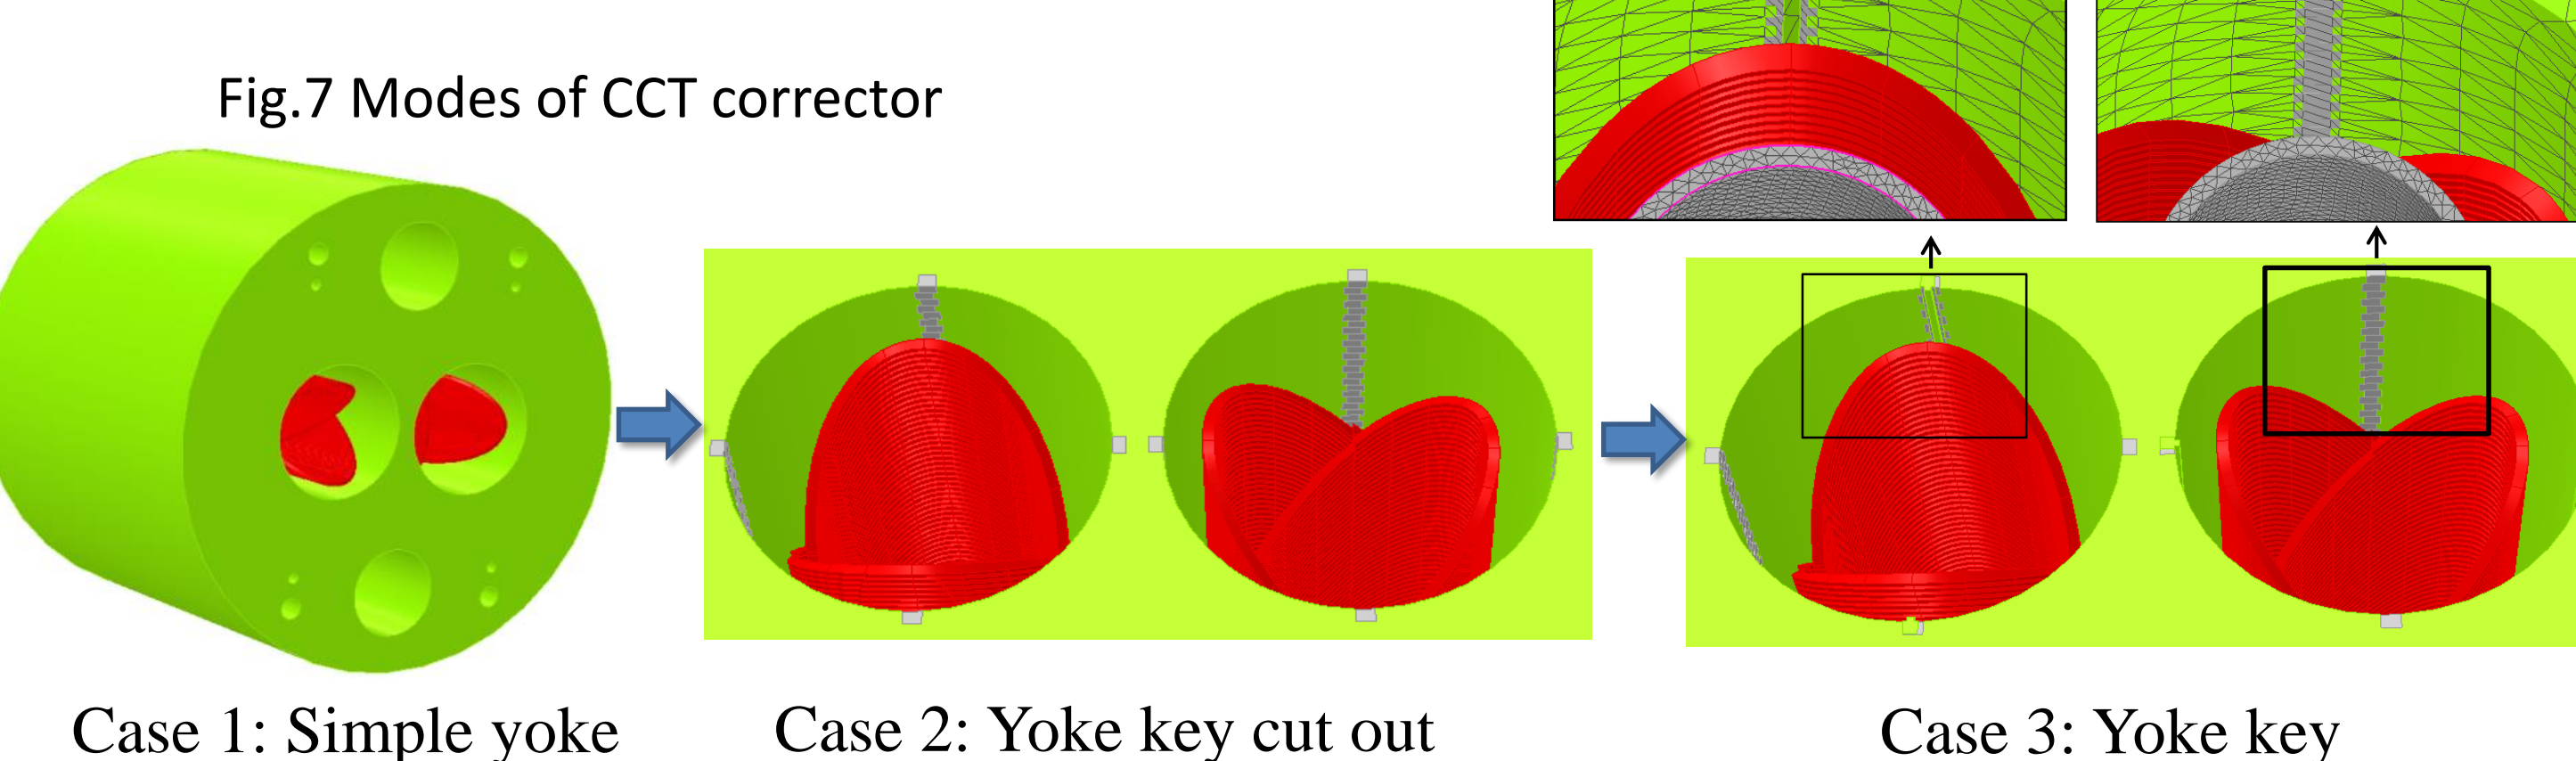 Fig.7 Modes of CCT corrector
Case 1: Simple yoke
Case 2: Yoke key cut out
Case 3: Yoke key